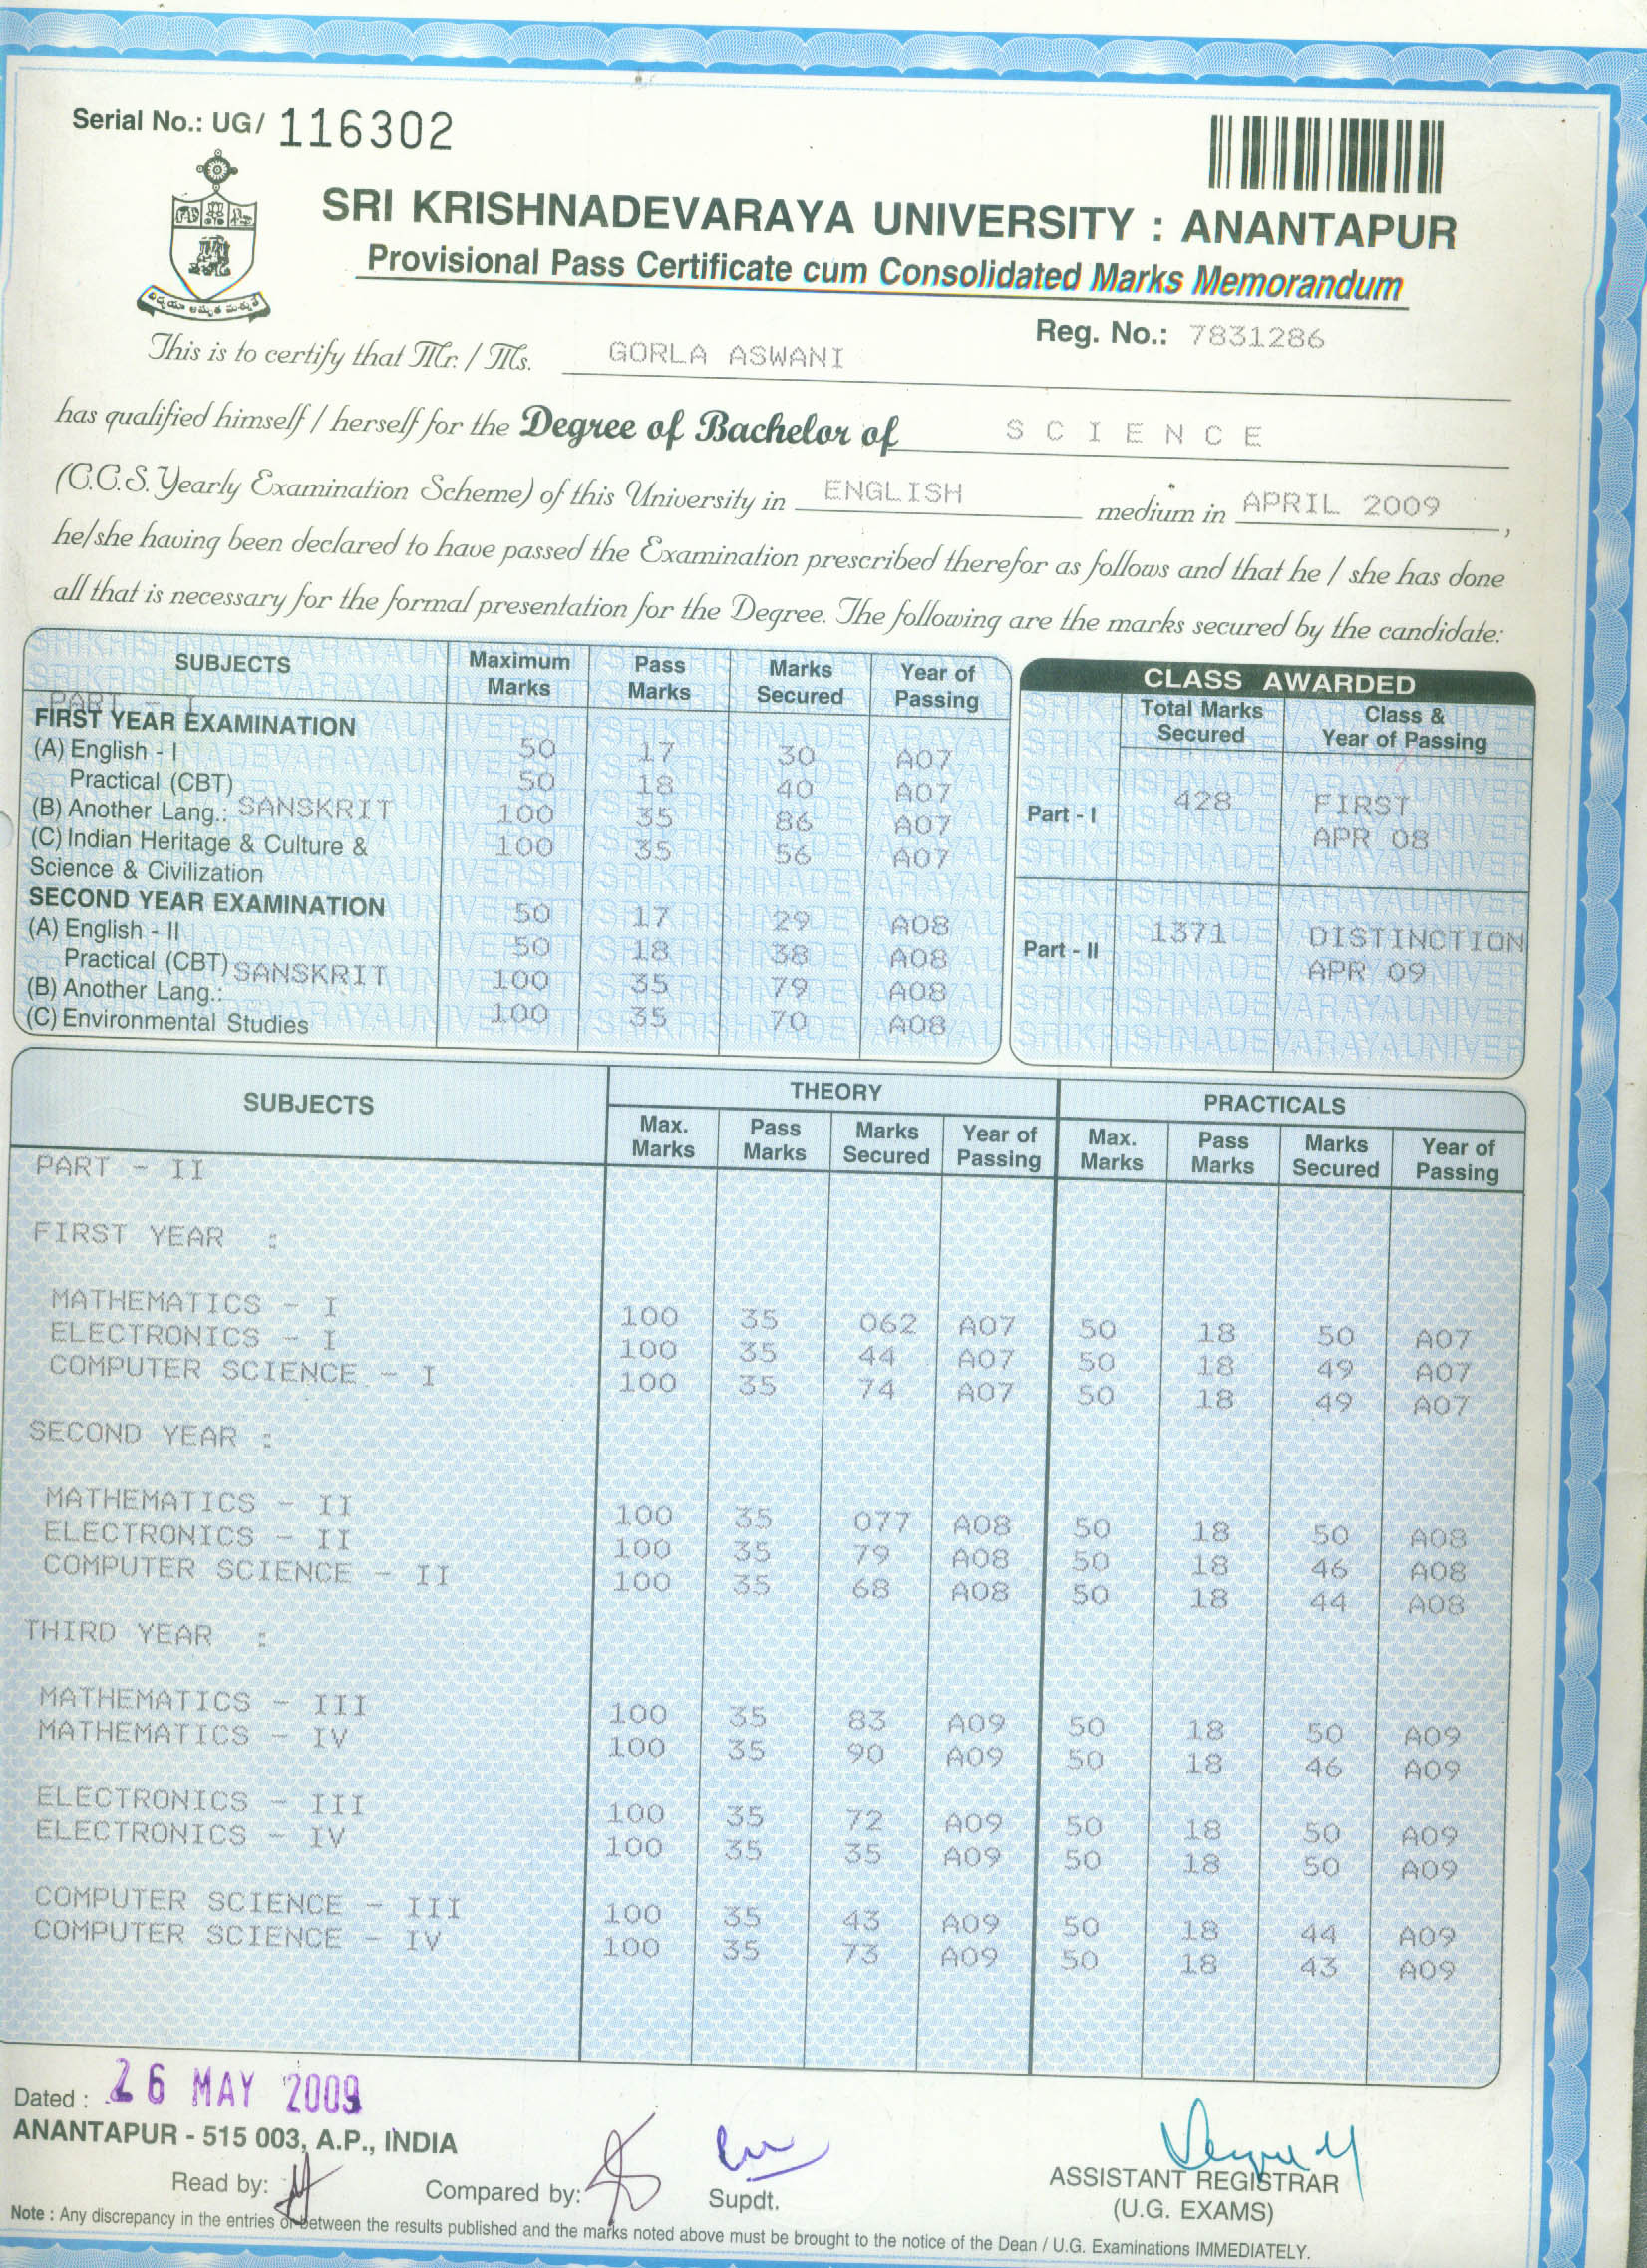 Serial No.: UG/ 116302
SRI KRISHNADEVARAYA UNIVERSITY : ANANTAPUR
Provisional Pass Certificate cum Consolidated Marks Memorandum
Reg. No.: 7831286
This is to certify that Mr. / Ms. GORLA ASWANI
has qualified himself / herself for the Degree of Bachelor of S C I E N C E
(C.C.S. Yearly Examination Scheme) of this University in ENGLISH medium in APRIL 2009,
he/she having been declared to have passed the Examination prescribed therefor as follows and that he / she has done
all that is necessary for the formal presentation for the Degree. The following are the marks secured by the candidate:
SUBJECTS Maximum Marks Pass Marks Marks Secured Year of Passing
PART - I
FIRST YEAR EXAMINATION
(A) English - I 50 17 30 A07
Practical (CBT) 50 18 40 A07
(B) Another Lang.: SANSKRIT 100 35 86 A07
(C) Indian Heritage & Culture & 100 35 56 A07
Science & Civilization
SECOND YEAR EXAMINATION
(A) English - II 50 17 29 A08
Practical (CBT) 50 18 38 A08
(B) Another Lang.: SANSKRIT 100 35 79 A08
(C) Environmental Studies 100 35 70 A08
CLASS AWARDED
Total Marks Secured Class & Year of Passing
Part - I 428 FIRST
APR 08
Part - II 1371 DISTINCTION
APR 09
SUBJECTS THEORY PRACTICALS
Max. Marks Pass Marks Marks Secured Year of Passing Max. Marks Pass Marks Marks Secured Year of Passing
PART - II
FIRST YEAR :
MATHEMATICS - I 100 35 062 A07 50 18 50 A07
ELECTRONICS - I 100 35 44 A07 50 18 49 A07
COMPUTER SCIENCE - I 100 35 74 A07 50 18 49 A07
SECOND YEAR :
MATHEMATICS - II 100 35 077 A08 50 18 50 A08
ELECTRONICS - II 100 35 79 A08 50 18 46 A08
COMPUTER SCIENCE - II 100 35 68 A08 50 18 44 A08
THIRD YEAR :
MATHEMATICS - III 100 35 83 A09 50 18 50 A09
MATHEMATICS - IV 100 35 90 A09 50 18 46 A09
ELECTRONICS - III 100 35 72 A09 50 18 50 A09
ELECTRONICS - IV 100 35 35 A09 50 18 50 A09
COMPUTER SCIENCE - III 100 35 43 A09 50 18 44 A09
COMPUTER SCIENCE - IV 100 35 73 A09 50 18 43 A09
Dated : 26 MAY 2009
ANANTAPUR - 515 003, A.P., INDIA
Read by: Compared by: Supdt. ASSISTANT REGISTRAR
(U.G. EXAMS)
Note : Any discrepancy in the entries or between the results published and the marks noted above must be brought to the notice of the Dean / U.G. Examinations IMMEDIATELY.